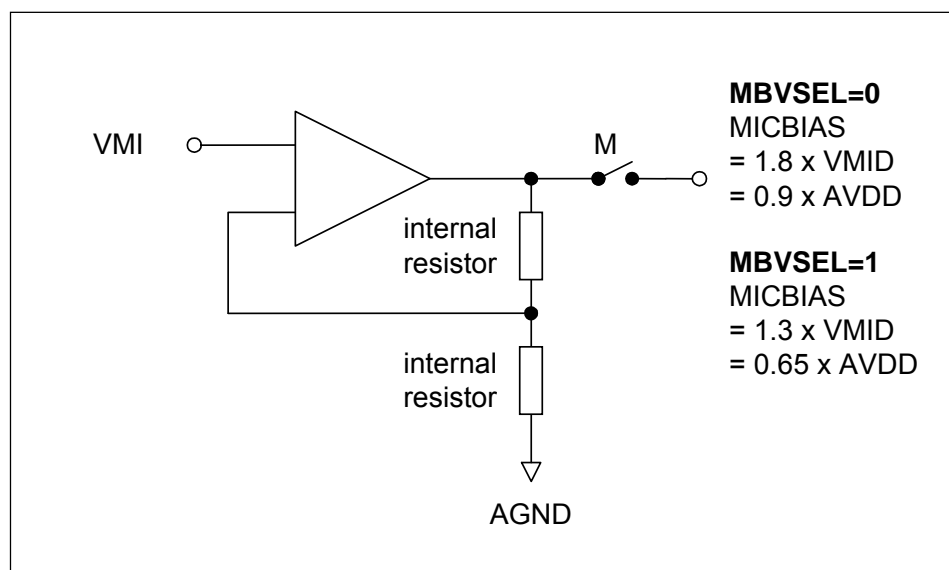 VMI
M
internal
resistor
internal
resistor
AGND
MBVSEL=0
MICBIAS
= 1.8 x VMID
= 0.9 x AVDD
MBVSEL=1
MICBIAS
= 1.3 x VMID
= 0.65 x AVDD